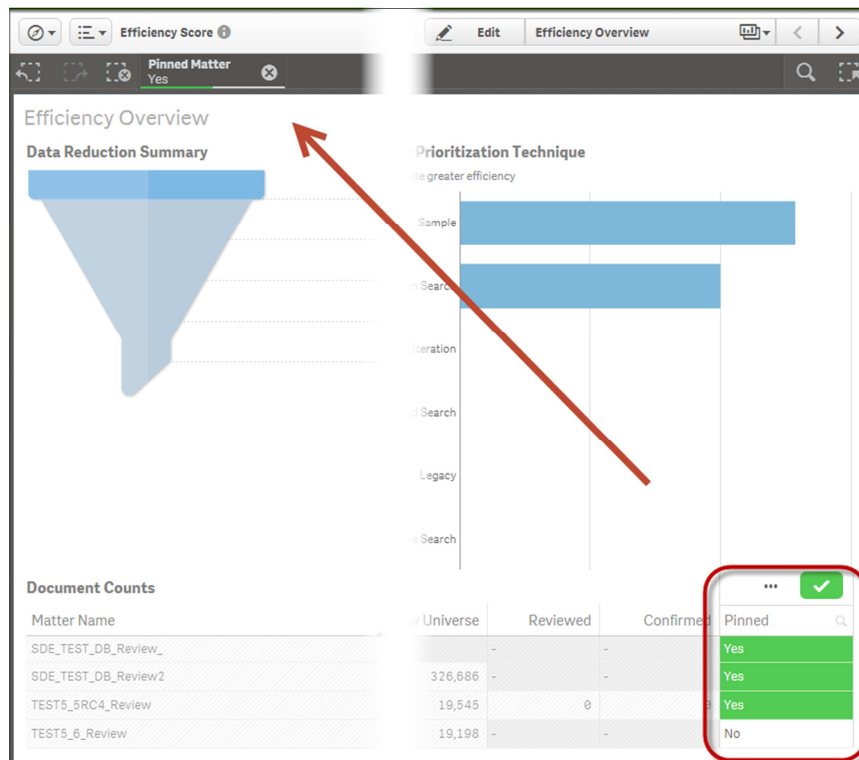 Efficiency Score
Edit
Efficiency Overview
Pinned Matter
Yes
Efficiency Overview
Data Reduction Summary
Prioritization Technique
greater efficiency
Sample
Search
Iteration
Search
Legacy
Search
Document Counts
Matter Name Universe Reviewed Confirmed Pinned
SDE_TEST_DB_Review_ - - Yes
SDE_TEST_DB_Review2 326,686 - - Yes
TEST5_5RC4_Review 19,545 0 0 Yes
TEST5_6_Review 19,198 - - No